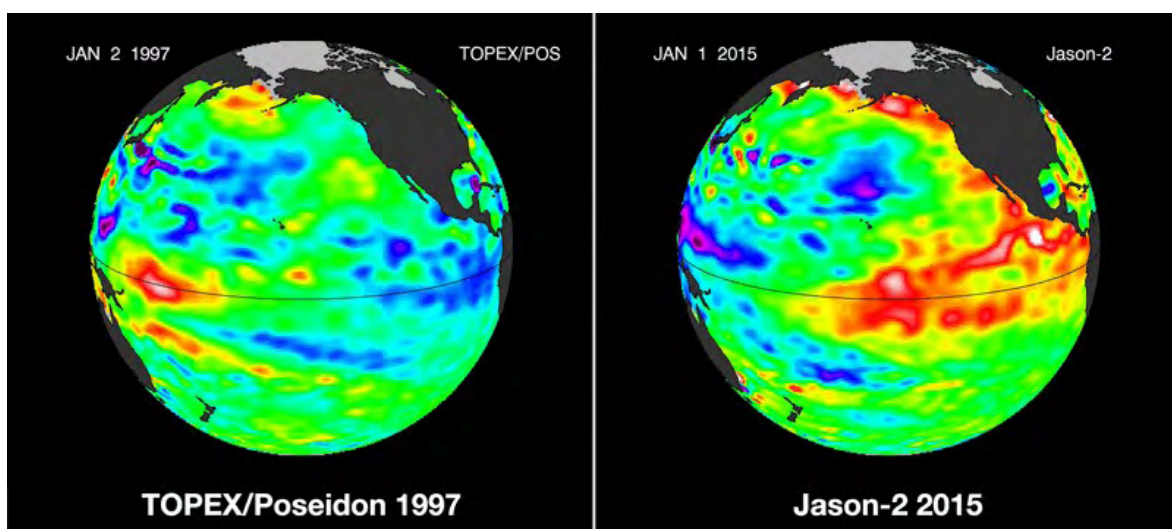 JAN 2 1997
TOPEX/POS
TOPEX/Poseidon 1997
JAN 1 2015
Jason-2
Jason-2 2015